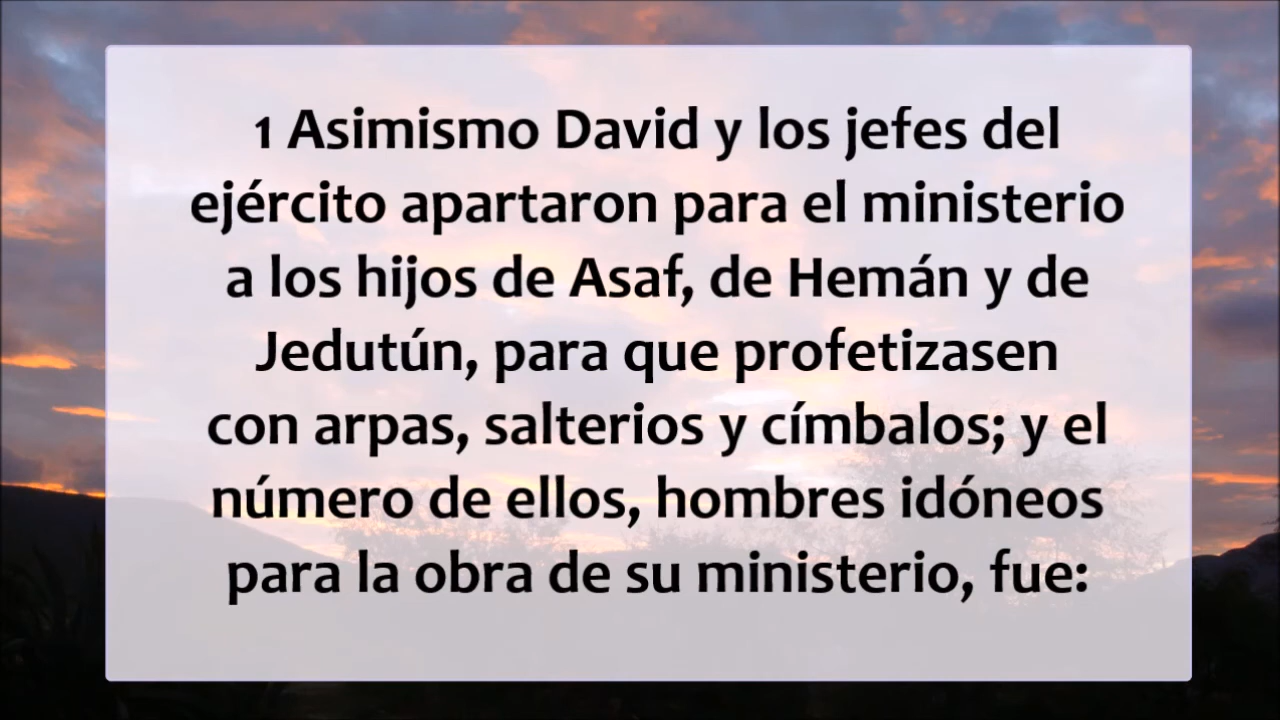 1 Asimismo David y los jefes del
ejército apartaron para el ministerio
a los hijos de Asaf, de Hemán y de
Jedutún, para que profetizasen
con arpas, salterios y címbalos; y el
número de ellos, hombres idóneos
para la obra de su ministerio, fue: